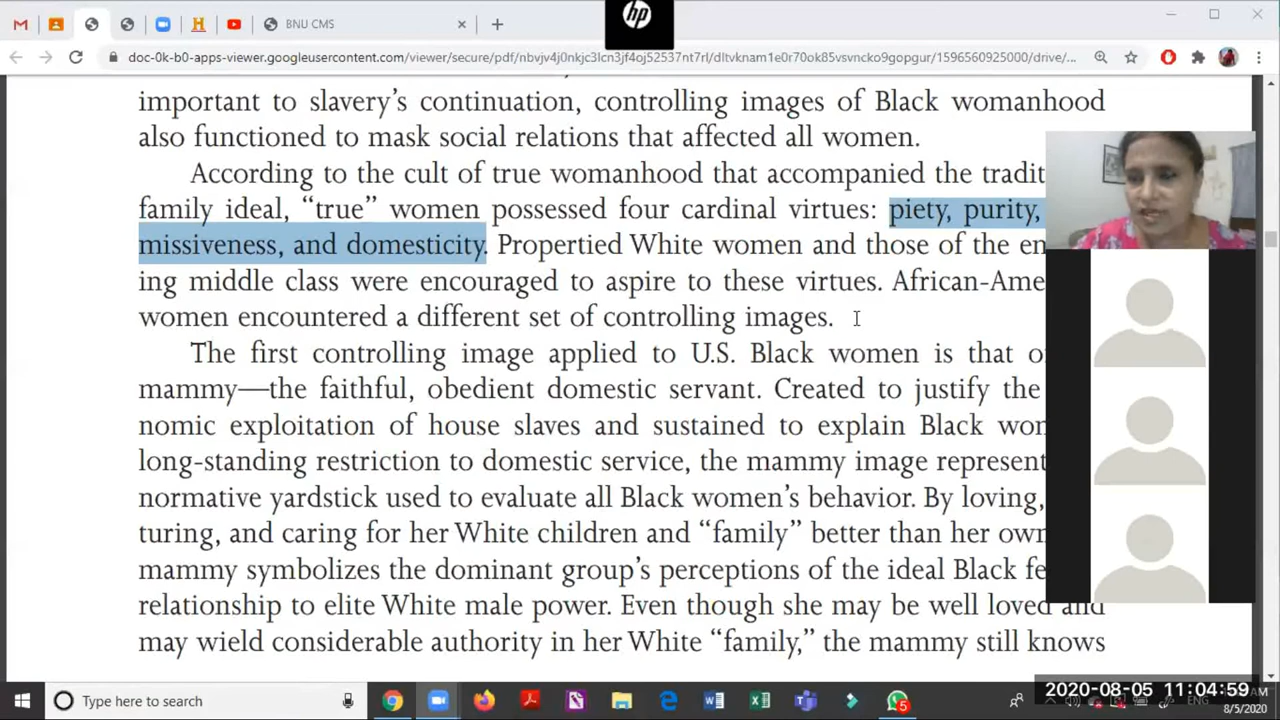 BNU CMS
doc-0k-b0-apps-viewer.googleusercontent.com/viewer/secure/pdf/nbvjv4j0nkjc3lcn3jf4oj52537nt7rl/dltvknam1e0r70ok85vsvncko9gopgur/1596560925000/drive/...
important to slavery's continuation, controlling images of Black womanhood
also functioned to mask social relations that affected all women.
According to the cult of true womanhood that accompanied the tradit
family ideal, “true” women possessed four cardinal virtues: piety, purity,
missiveness, and domesticity. Propertied White women and those of the em
ing middle class were encouraged to aspire to these virtues. African-Ame
women encountered a different set of controlling images.
The first controlling image applied to U.S. Black women is that o
mammy—the faithful, obedient domestic servant. Created to justify the
nomic exploitation of house slaves and sustained to explain Black wom
long-standing restriction to domestic service, the mammy image represent
normative yardstick used to evaluate all Black women's behavior. By loving,
turing, and caring for her White children and “family” better than her own
mammy symbolizes the dominant group's perceptions of the ideal Black fe
relationship to elite White male power. Even though she may be well loved and
may wield considerable authority in her White “family,” the mammy still knows
Type here to search
5
2020-08-05 11:04:59
8/5/2020